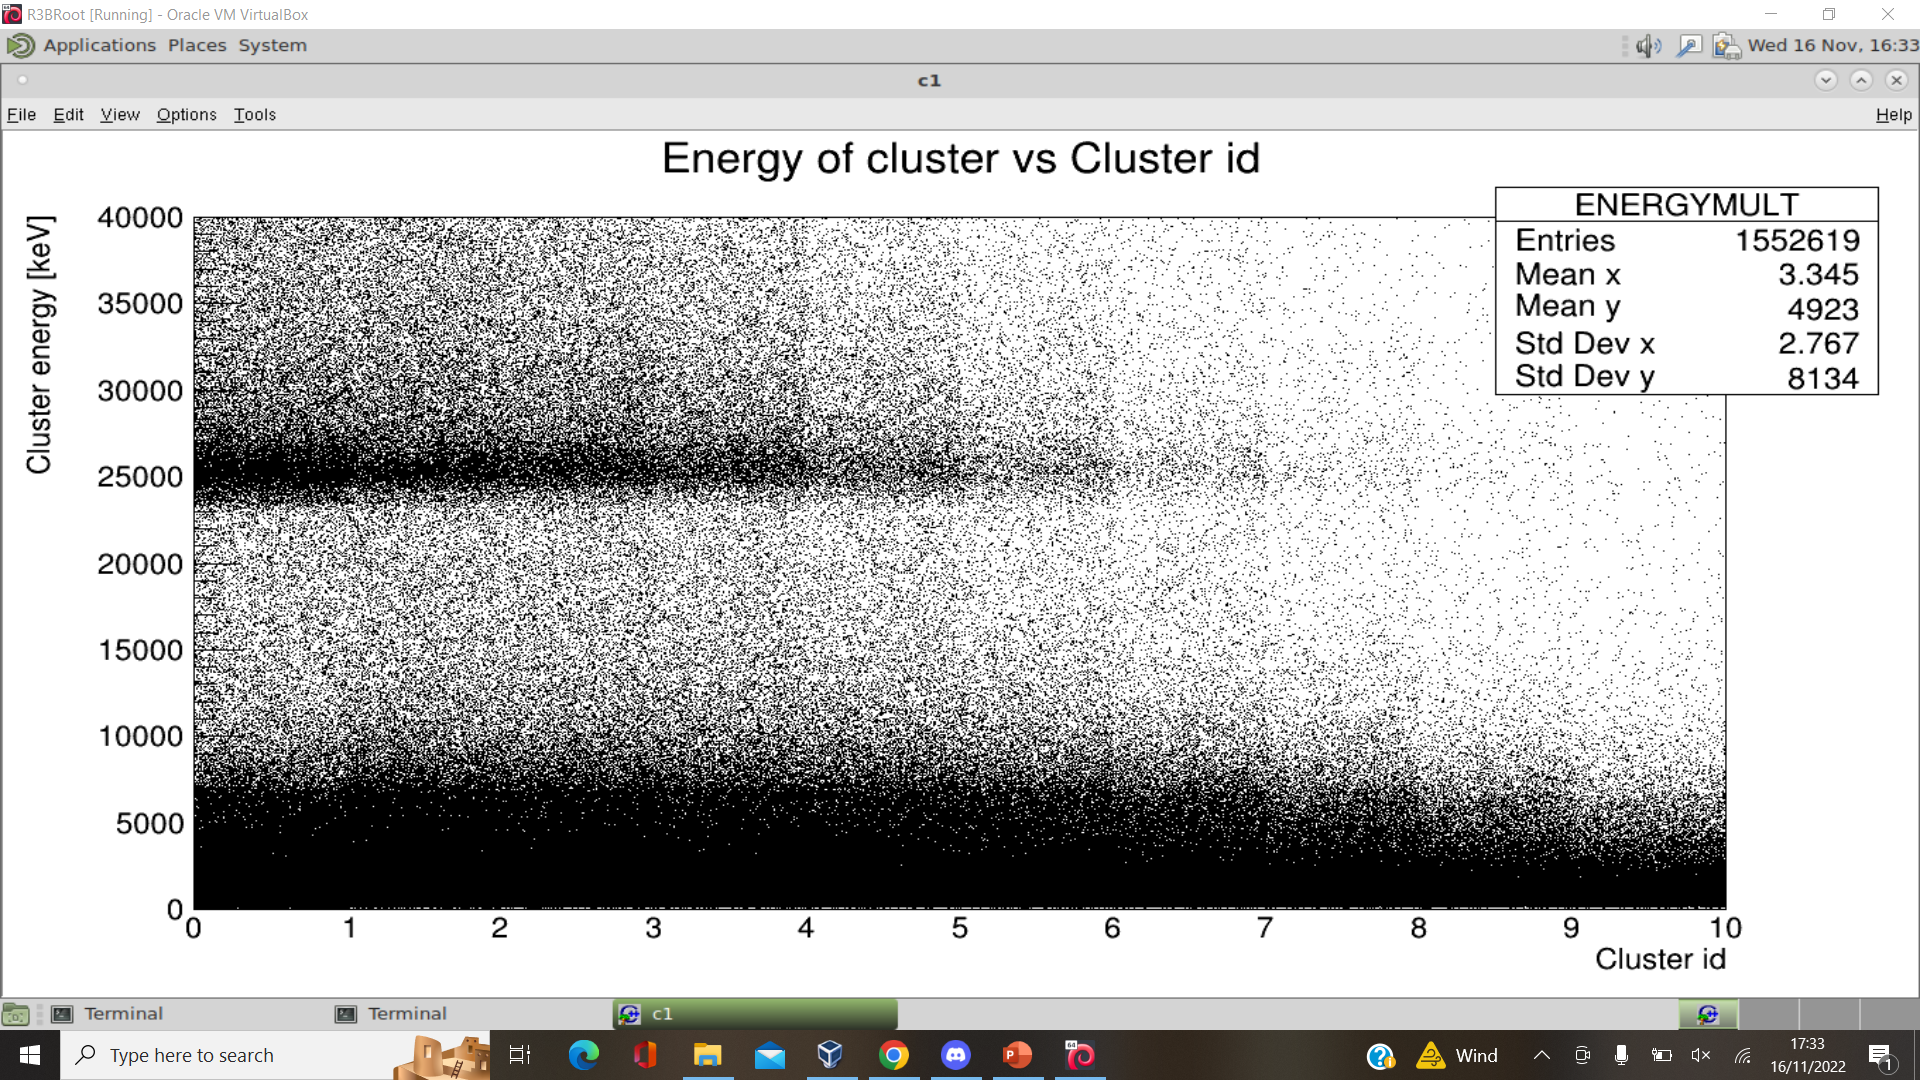 R3BRoot [Running] - Oracle VM VirtualBox
Applications Places System
Wed 16 Nov, 16:33
c1
File Edit View Options Tools
Help
Energy of cluster vs Cluster id
Cluster energy [keV]
40000
35000
30000
25000
20000
15000
10000
5000
0
ENERGYMULT
Entries 1552619
Mean x 3.345
Mean y 4923
Std Dev x 2.767
Std Dev y 8134
0 1 2 3 4 5 6 7 8 9 10
Cluster id
Terminal
Terminal
c1
Type here to search
Wind
17:33
16/11/2022
1